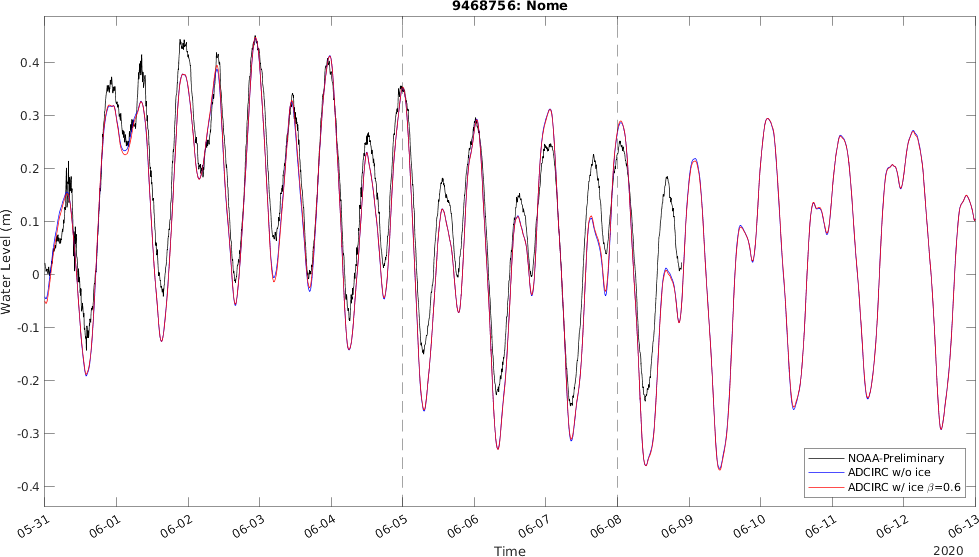 9468756: Nome
Water Level (m)
0.4
0.3
0.2
0.1
0
-0.1
-0.2
-0.3
-0.4
NOAA-Preliminary
ADCIRC w/o ice
ADCIRC w/ ice β=0.6
05-31 06-01 06-02 06-03 06-04 06-05 06-06 06-07 06-08 06-09 06-10 06-11 06-12 06-13
Time
2020